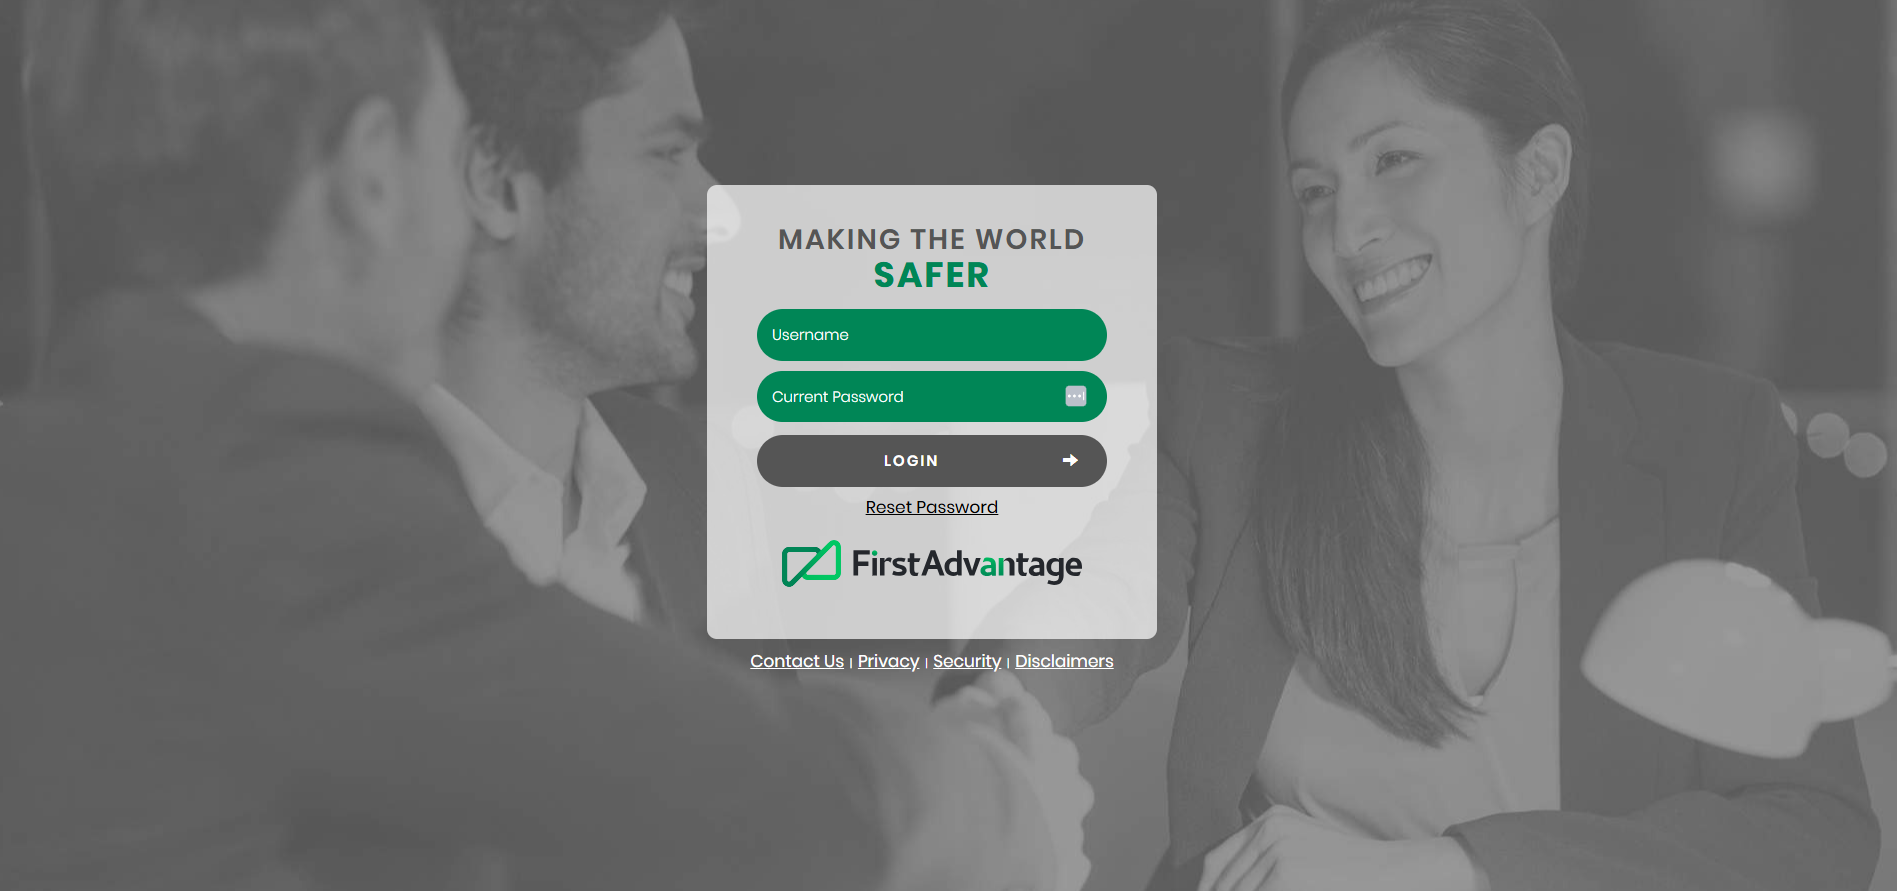 MAKING THE WORLD
SAFER
Username
Current Password
LOGIN
Reset Password
FirstAdvantage
Contact Us | Privacy | Security | Disclaimers